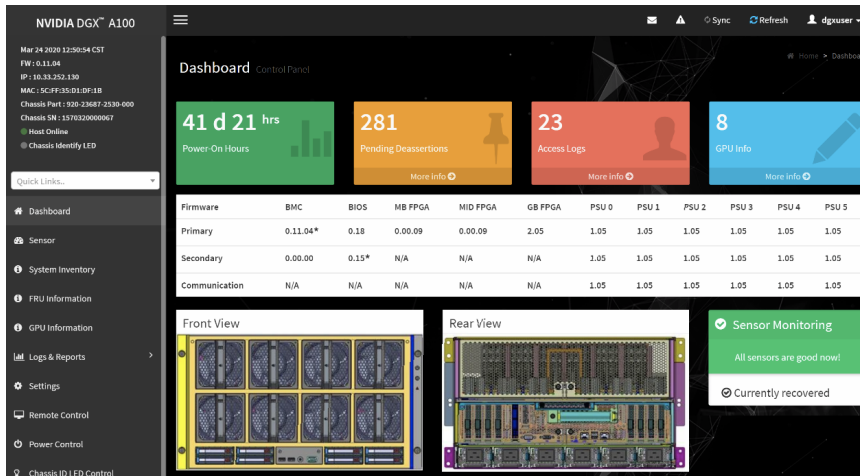 NVIDIA DGX™ A100
Sync
Refresh
dgxuser
Mar 24 2020 12:50:54 CST
FW : 0.11.04
IP : 10.33.252.130
MAC : 5C:FF:35:D1:DF:1B
Chassis Part : 920-23687-2530-000
Chassis SN : 1570320000067
Host Online
Chassis Identify LED
Quick Links..
Dashboard
Sensor
System Inventory
FRU Information
GPU Information
Logs & Reports
Settings
Remote Control
Power Control
Chassis ID LED Control
Dashboard Control Panel
Home > Dashboa
41 d 21 hrs
Power-On Hours
281
Pending Deassertions
More info
23
Access Logs
More info
8
GPU Info
More info
Firmware BMC BIOS MB FPGA MID FPGA GB FPGA PSU 0 PSU 1 PSU 2 PSU 3 PSU 4 PSU 5
Primary 0.11.04* 0.18 0.00.09 0.00.09 2.05 1.05 1.05 1.05 1.05 1.05 1.05
Secondary 0.00.00 0.15* N/A N/A N/A 1.05 1.05 1.05 1.05 1.05 1.05
Communication N/A N/A N/A N/A N/A 1.05 1.05 1.05 1.05 1.05 1.05
Front View
Rear View
Sensor Monitoring
All sensors are good now!
Currently recovered